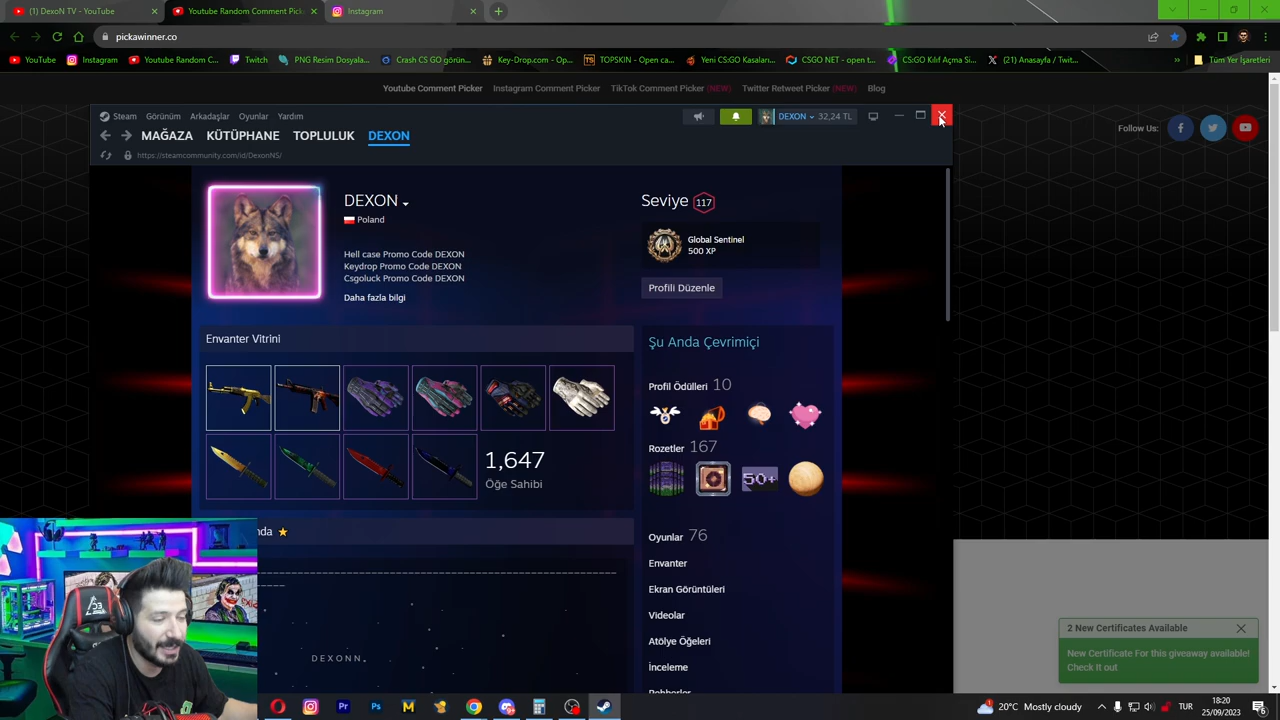 (1) DexoN TV - YouTube
Youtube Random Comment Pick
Instagram
pickawinner.co
YouTube
Instagram
Youtube Random C...
Twitch
PNG Resim Dosyala...
Crash CS GO görün...
Key-Drop.com - Op...
TOPSKIN - Open ca...
Yeni CS:GO Kasaları...
CSGO NET - open t...
CS:GO Kılıf Açma Si...
(21) Anasayfa / Twit...
»
Tüm Yer İşaretleri
Youtube Comment Picker
Instagram Comment Picker
TikTok Comment Picker (NEW)
Twitter Retweet Picker (NEW)
Blog
Follow Us:
Steam
Görünüm
Arkadaşlar
Oyunlar
Yardım
DEXON
32,24 TL
MAĞAZA
KÜTÜPHANE
TOPLULUK
DEXON
https://steamcommunity.com/id/DexonNS/
DEXON
Poland
Hell case Promo Code DEXON
Keydrop Promo Code DEXON
Csgoluck Promo Code DEXON
Daha fazla bilgi
Seviye 117
Global Sentinel
500 XP
Profili Düzenle
Envanter Vitrini
1,647
Öğe Sahibi
Şu Anda Çevrimiçi
Profil Ödülleri 10
Rozetler 167
50+
Oyunlar 76
Envanter
Ekran Görüntüleri
Videolar
Atölye Öğeleri
İnceleme
Rehberler
nda
D E X O N N
2 New Certificates Available
New Certificate For this giveaway available!
Check It out
20°C Mostly cloudy
TUR
18:20
25/09/2023